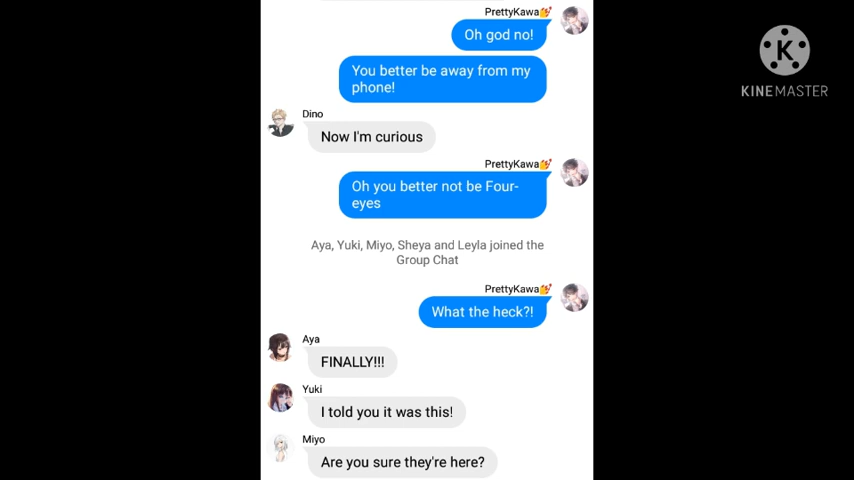 PrettyKawa💅
Oh god no!
You better be away from my
phone!
Dino
Now I'm curious
PrettyKawa💅
Oh you better not be Four-
eyes
Aya, Yuki, Miyo, Sheya and Leyla joined the
Group Chat
PrettyKawa💅
What the heck?!
Aya
FINALLY!!!
Yuki
I told you it was this!
Miyo
Are you sure they're here?
K
KINEMASTER